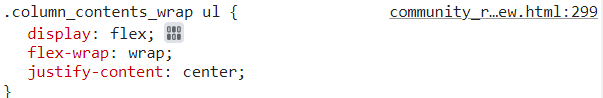 .column_contents_wrap ul { community_r…ew.html:299
display: flex;
flex-wrap: wrap;
justify-content: center;
}